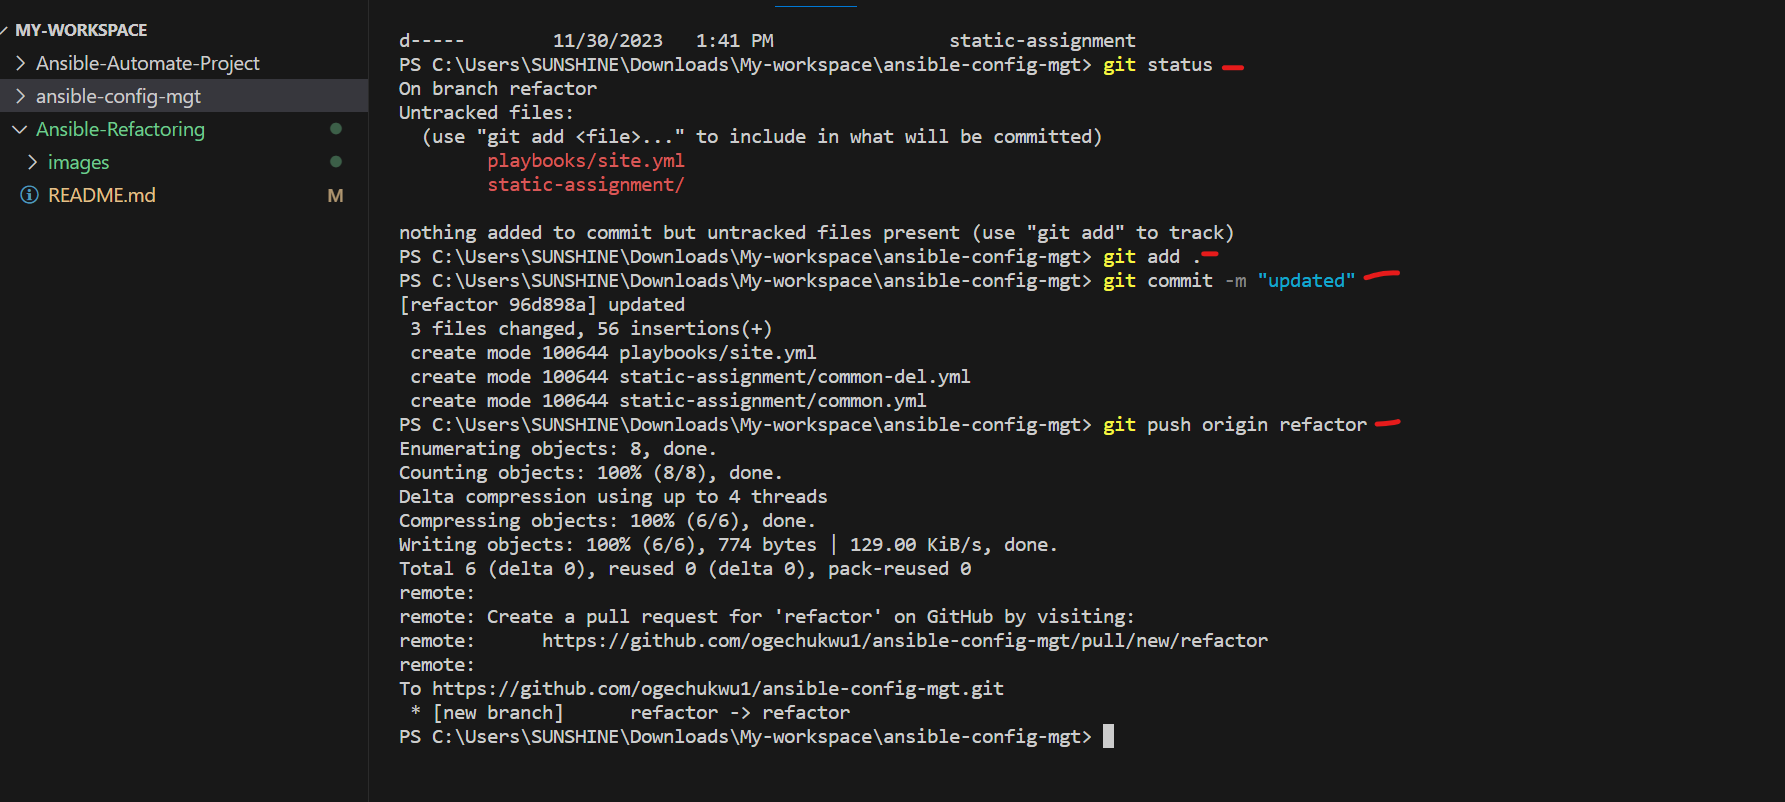 MY-WORKSPACE
Ansible-Automate-Project
ansible-config-mgt
Ansible-Refactoring
images
README.md M
d----- 11/30/2023 1:41 PM static-assignment
PS C:\Users\SUNSHINE\Downloads\My-workspace\ansible-config-mgt> git status
On branch refactor
Untracked files:
(use "git add <file>..." to include in what will be committed)
playbooks/site.yml
static-assignment/
nothing added to commit but untracked files present (use "git add" to track)
PS C:\Users\SUNSHINE\Downloads\My-workspace\ansible-config-mgt> git add .
PS C:\Users\SUNSHINE\Downloads\My-workspace\ansible-config-mgt> git commit -m "updated"
[refactor 96d898a] updated
3 files changed, 56 insertions(+)
create mode 100644 playbooks/site.yml
create mode 100644 static-assignment/common-del.yml
create mode 100644 static-assignment/common.yml
PS C:\Users\SUNSHINE\Downloads\My-workspace\ansible-config-mgt> git push origin refactor
Enumerating objects: 8, done.
Counting objects: 100% (8/8), done.
Delta compression using up to 4 threads
Compressing objects: 100% (6/6), done.
Writing objects: 100% (6/6), 774 bytes | 129.00 KiB/s, done.
Total 6 (delta 0), reused 0 (delta 0), pack-reused 0
remote:
remote: Create a pull request for 'refactor' on GitHub by visiting:
remote: https://github.com/ogechukwu1/ansible-config-mgt/pull/new/refactor
remote:
To https://github.com/ogechukwu1/ansible-config-mgt.git
* [new branch] refactor -> refactor
PS C:\Users\SUNSHINE\Downloads\My-workspace\ansible-config-mgt>